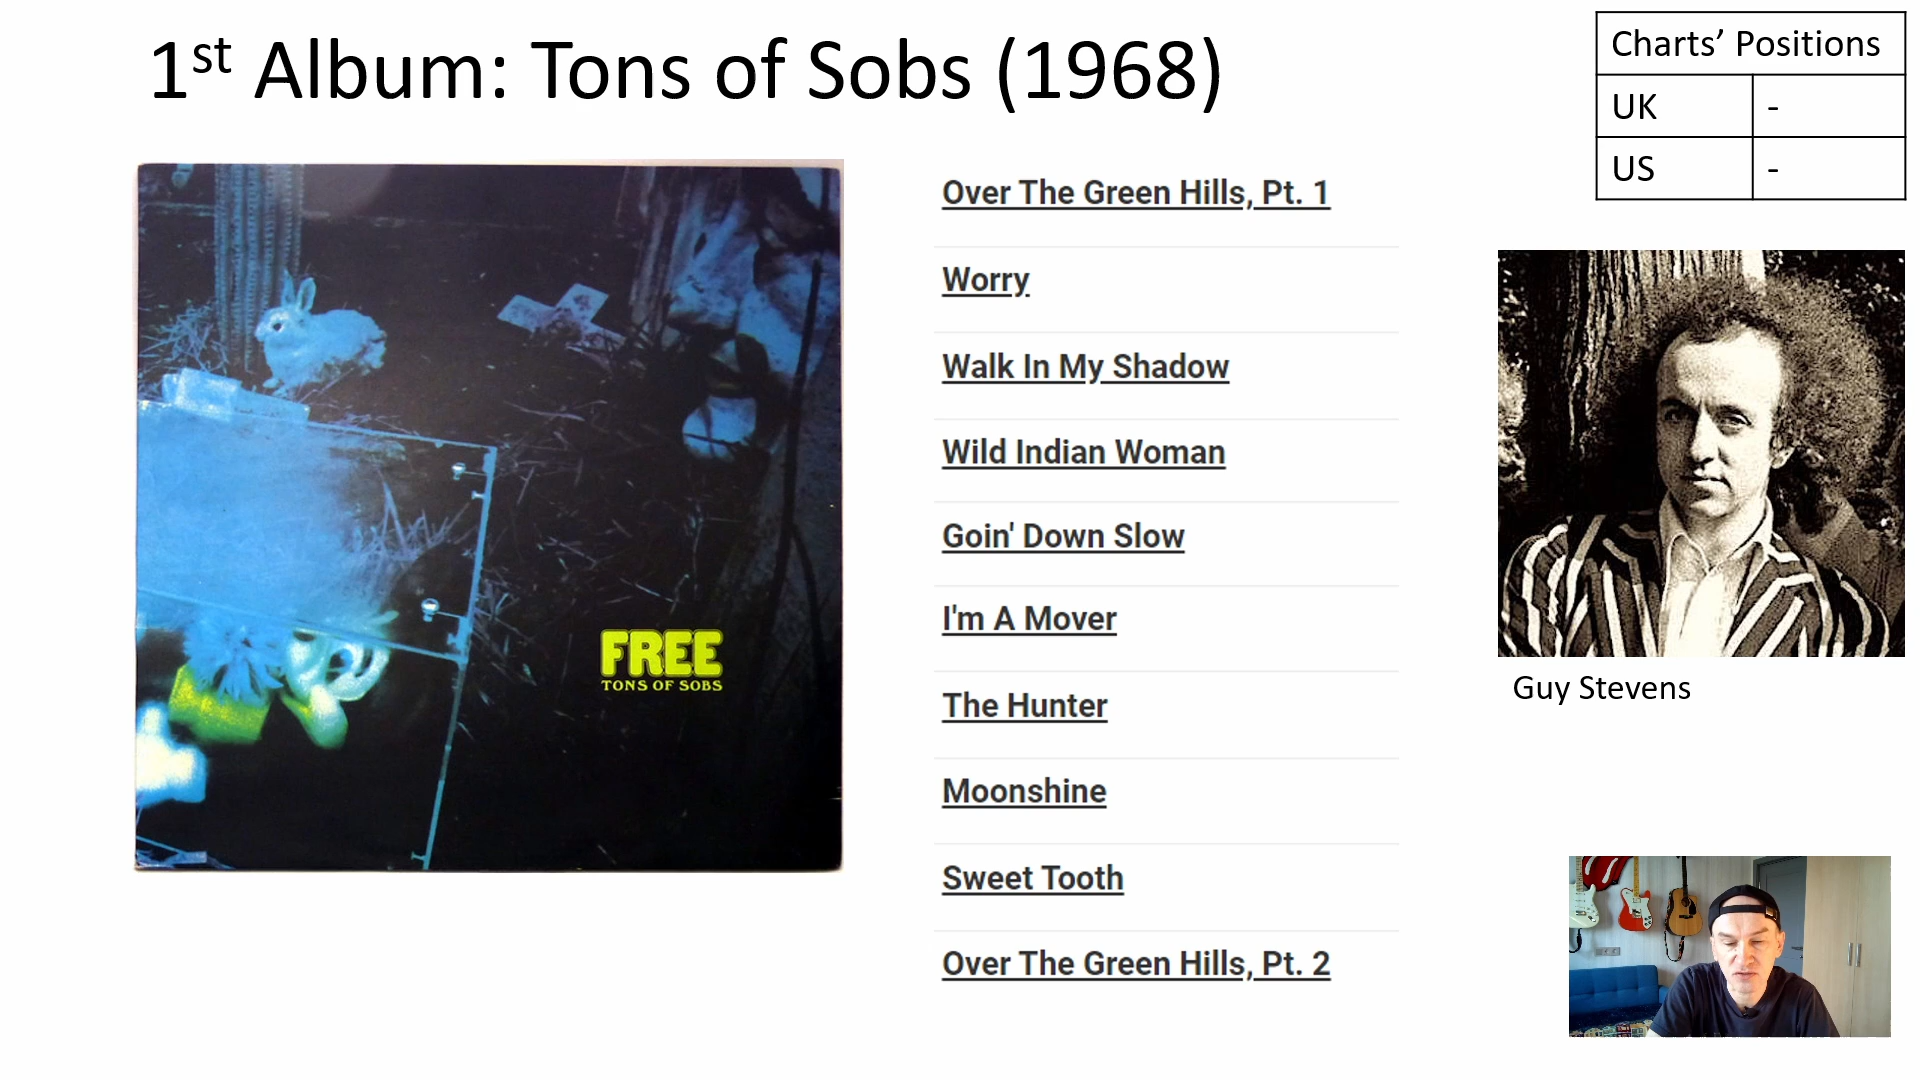 1st Album: Tons of Sobs (1968)
Charts’ Positions
UK -
US -
FREE
TONS OF SOBS
Over The Green Hills, Pt. 1
Worry
Walk In My Shadow
Wild Indian Woman
Goin' Down Slow
I'm A Mover
The Hunter
Moonshine
Sweet Tooth
Over The Green Hills, Pt. 2
Guy Stevens